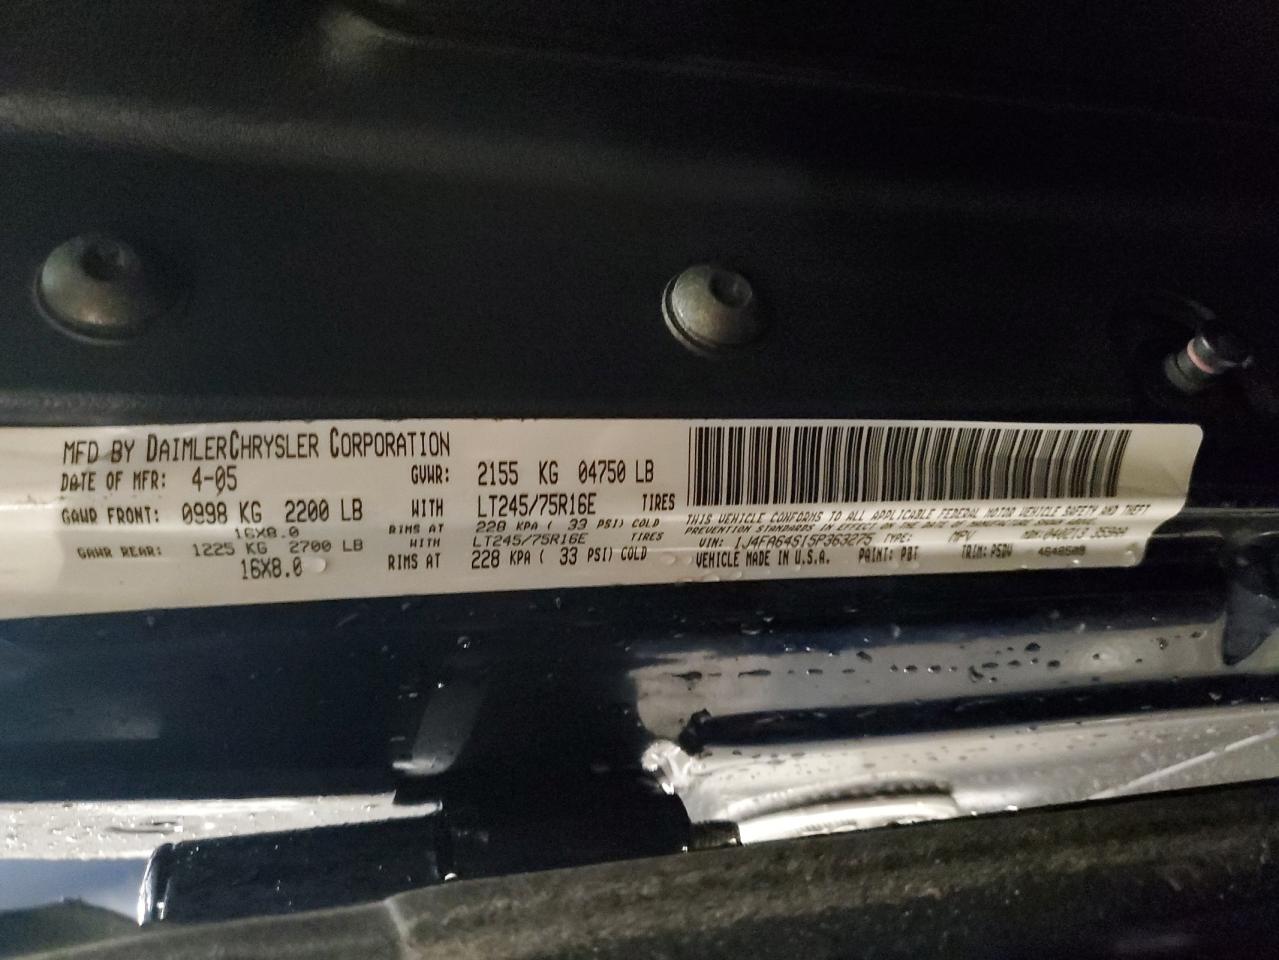 MFD BY DAIMLERCHRYSLER CORPORATION
DATE OF MFR: 4-05 GVWR: 2155 KG 04750 LB
GAWR FRONT: 0998 KG 2200 LB WITH LT245/75R16E TIRES
16X8.0 RIMS AT 228 KPA ( 33 PSI) COLD
GAWR REAR: 1225 KG 2700 LB WITH LT245/75R16E TIRES
16X8.0 RIMS AT 228 KPA ( 33 PSI) COLD
THIS VEHICLE CONFORMS TO ALL APPLICABLE FEDERAL MOTOR VEHICLE SAFETY AND THEFT
PREVENTION STANDARDS IN EFFECT ON THE DATE OF MANUFACTURE SHOWN ABOVE.
VIN: 1J4FA64S15P363275 TYPE: MPV MDH:
VEHICLE MADE IN U.S.A. PAINT: PBT TRIM: